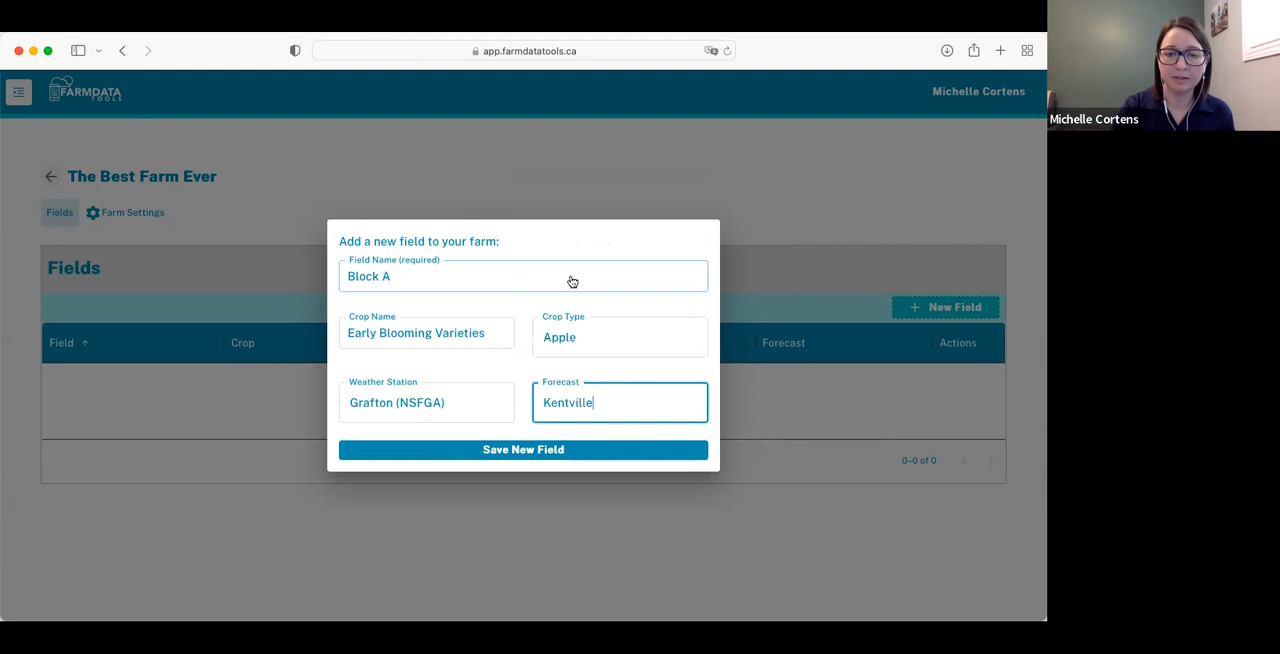 app.farmdatatools.ca
FARMDATA
TOOLS
Michelle Cortens
Michelle Cortens
The Best Farm Ever
Fields
Farm Settings
Add a new field to your farm:
Field Name (required)
Block A
Fields
Crop Name
Early Blooming Varieties
Crop Type
Apple
+ New Field
Field
Crop
Forecast
Actions
Weather Station
Grafton (NSFGA)
Forecast
Kentville
Save New Field
0-0 of 0